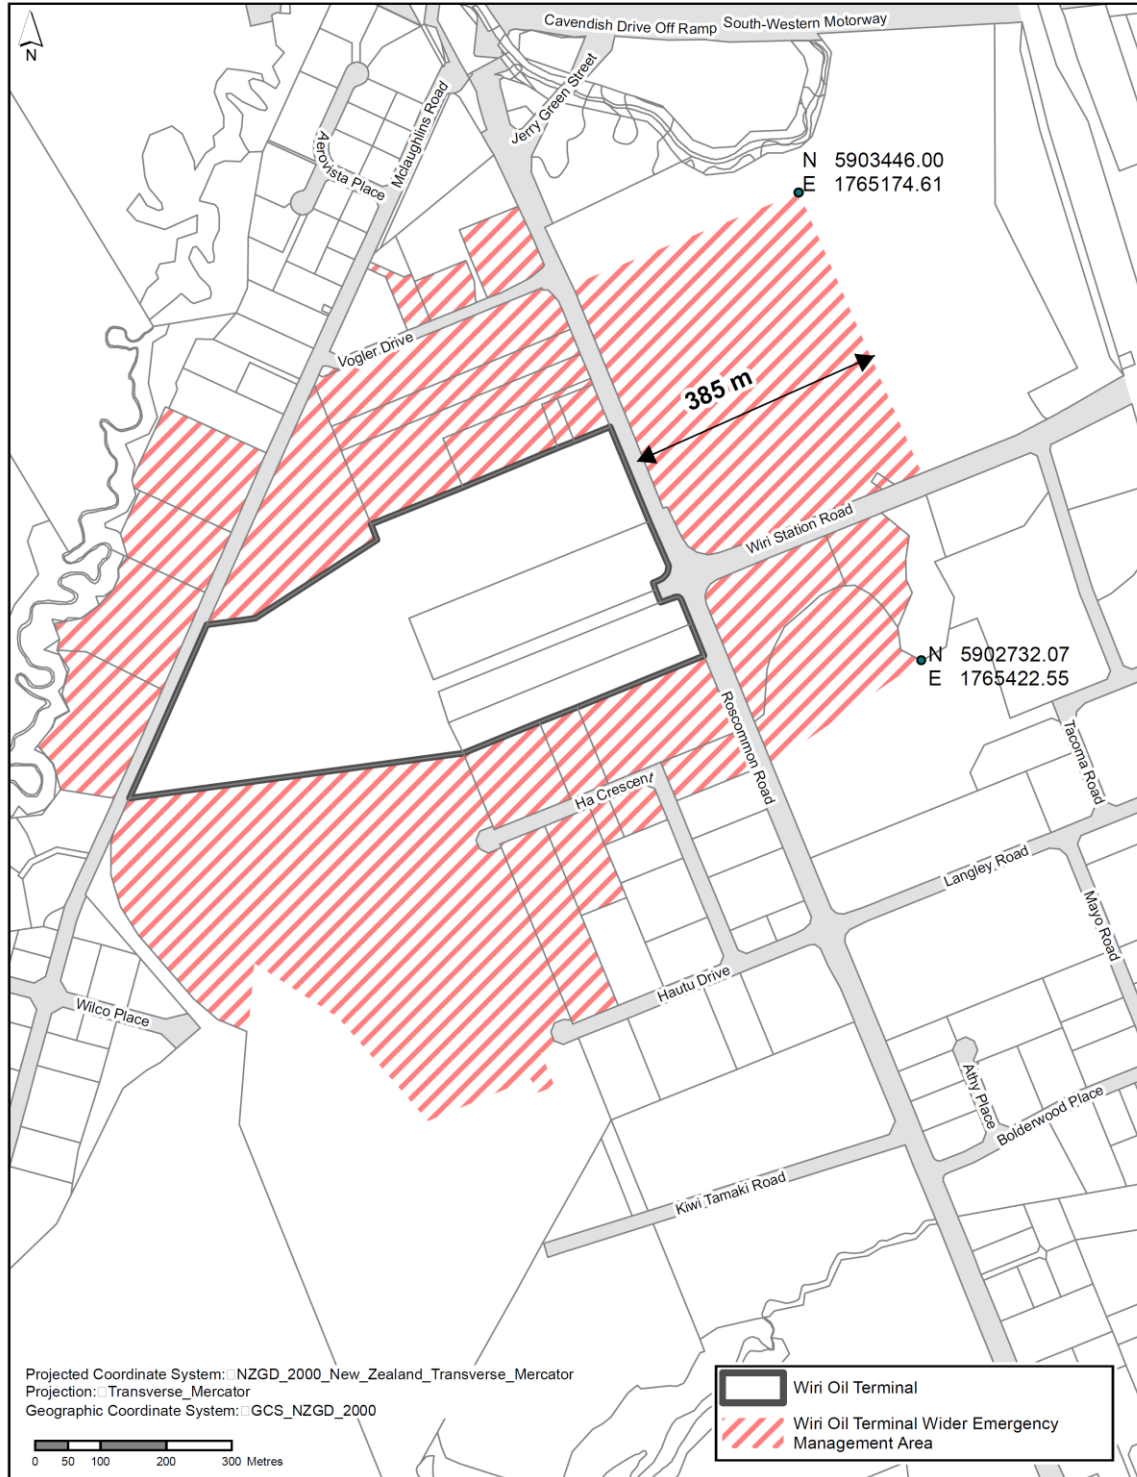 Cavendish Drive Off Ramp
South-Western Motorway
N
Jerry Green Street
Mclaughlins Road
Aerovista Place
N 5903446.00
E 1765174.61
Vogler Drive
385 m
Wiri Station Road
N 5902732.07
E 1765422.55
Roscommon Road
Ha Crescent
Tacoma Road
Langley Road
Mayo Road
Hautu Drive
Wilco Place
Athy Place
Bolderwood Place
Kiwi Tamaki Road
Projected Coordinate System:□NZGD_2000_New_Zealand_Transverse_Mercator
Projection:□Transverse_Mercator
Geographic Coordinate System:□GCS_NZGD_2000
0 50 100 200 300 Metres
Wiri Oil Terminal
Wiri Oil Terminal Wider Emergency
Management Area